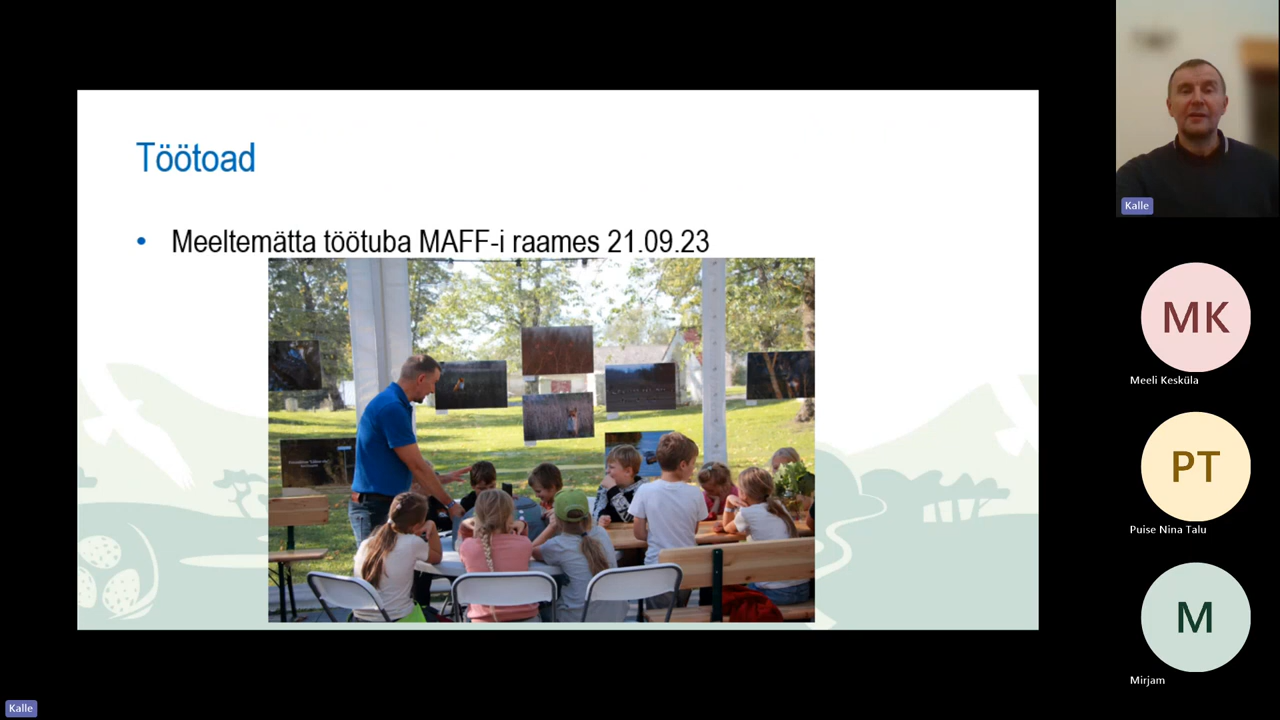 Töötoad
• Meeltemätta töötuba MAFF-i raames 21.09.23
Kalle
MK
Meeli Kesküla
PT
Puise Nina Talu
M
Mirjam
Kalle